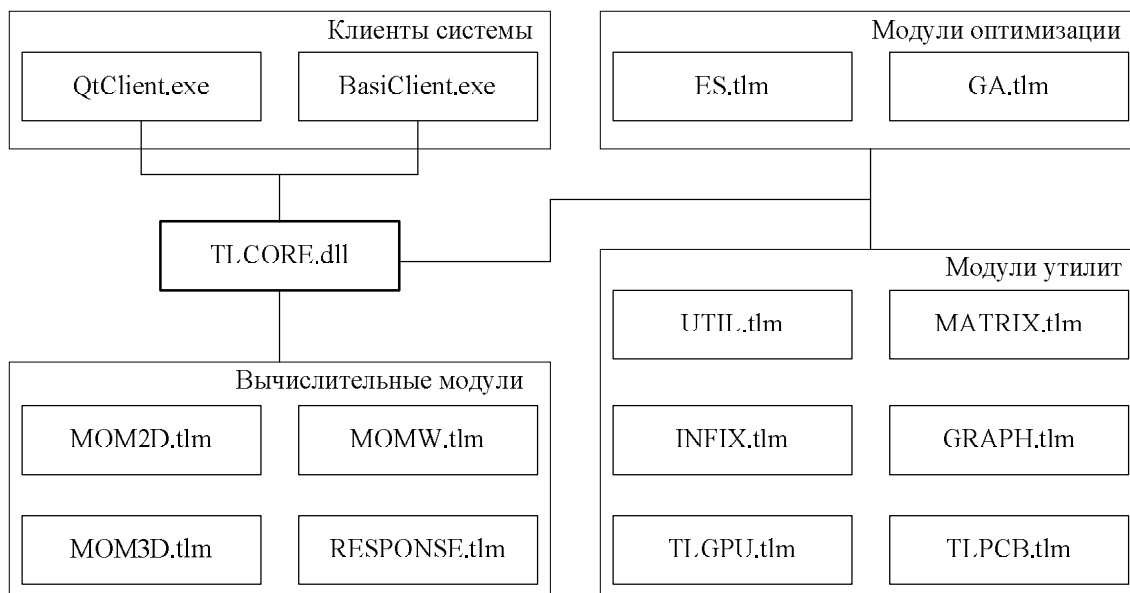 Клиенты системы
QtClient.exe
BasiClient.exe
Модули оптимизации
ES.tlm
GA.tlm
TLCORE.dll
Вычислительные модули
MOM2D.tlm
MOMW.tlm
MOM3D.tlm
RESPONSE.tlm
Модули утилит
UTIL.tlm
MATRIX.tlm
INFIX.tlm
GRAPH.tlm
TLGPU.tlm
TLPCB.tlm